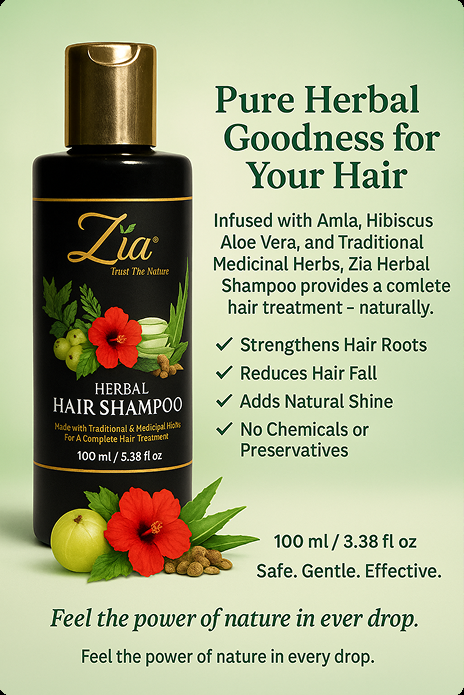 Pure Herbal
Goodness for
Your Hair
Infused with Amla, Hibiscus
Aloe Vera, and Traditional
Medicinal Herbs, Zia Herbal
Shampoo provides a comlete
hair treatment – naturally.
✓ Strengthens Hair Roots
✓ Reduces Hair Fall
✓ Adds Natural Shine
✓ No Chemicals or
Preservatives
Zia®
Trust The Nature
HERBAL
HAIR SHAMPOO
Made with Traditional & Medicipal
For A Complete Hair Treatment
100 ml / 5.38 fl oz
100 ml / 3.38 fl oz
Safe. Gentle. Effective.
Feel the power of nature in ever drop.
Feel the power of nature in every drop.